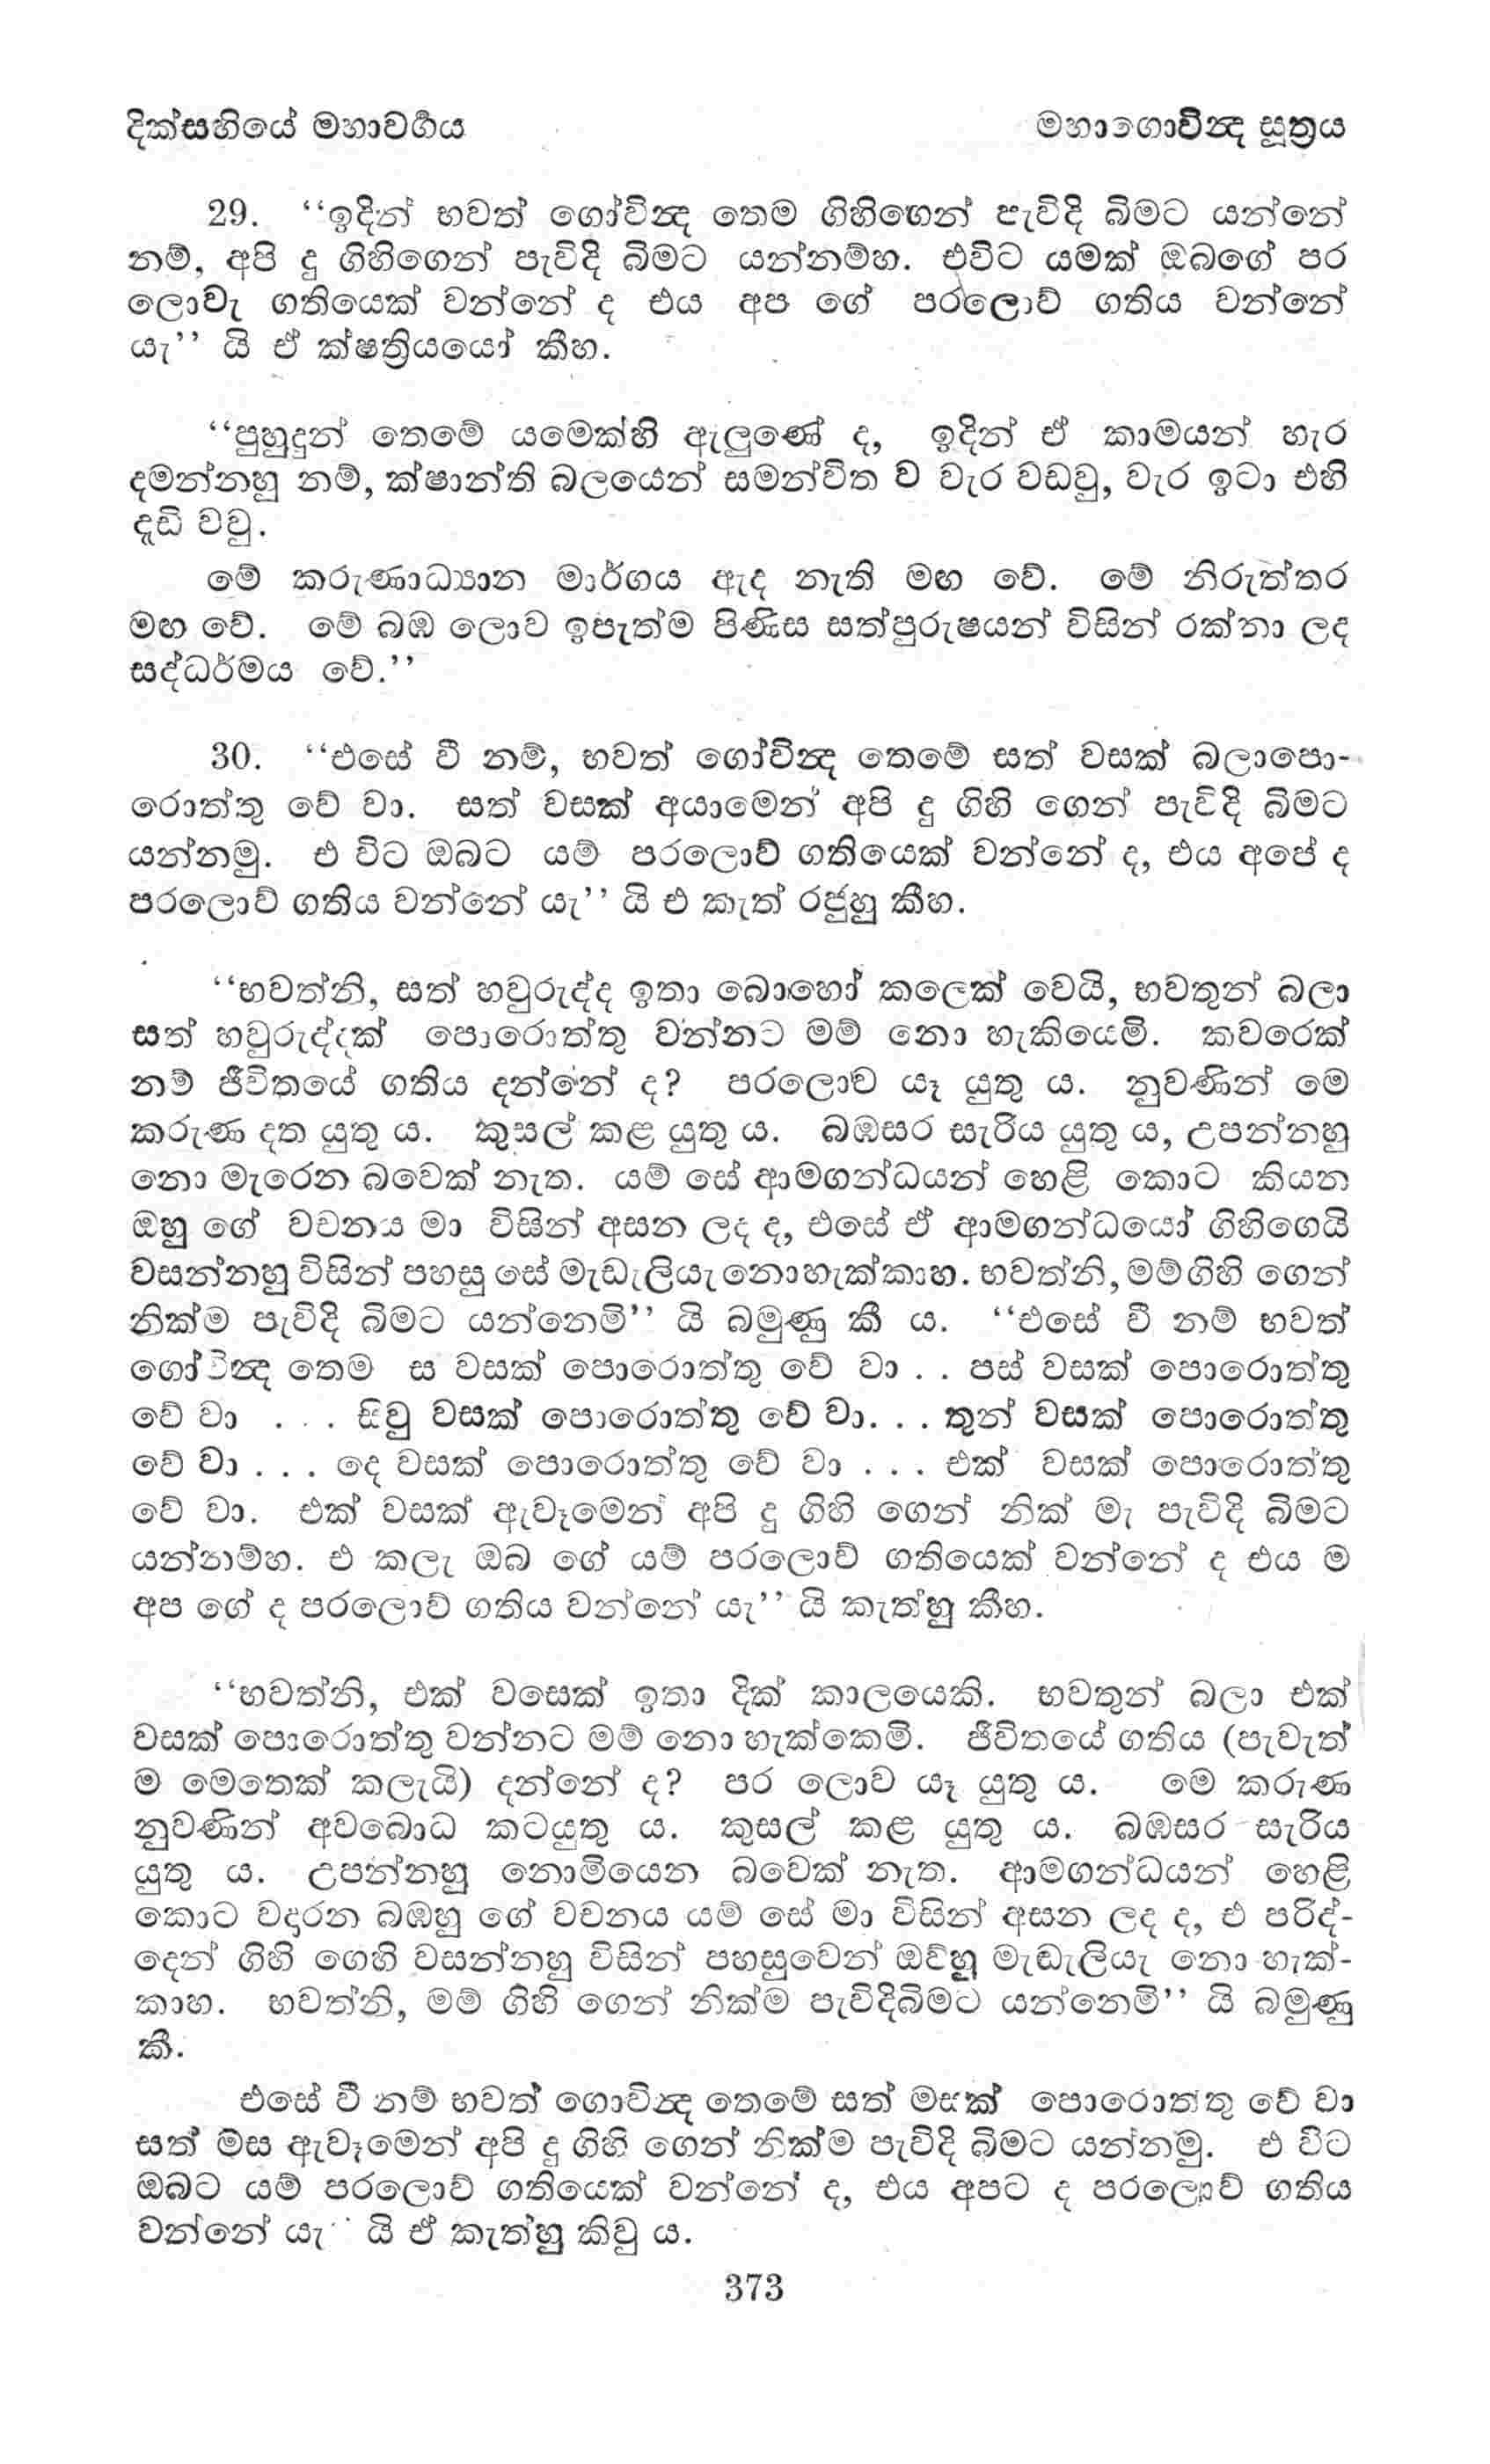 දික්සඟියේ මහාවර්‍ගය
මහාගොවින්‍ද සූත්‍රය
29. ‘‘ඉදින් භවත් ගෝවින්‍ද තෙම ගිහිගෙන් පැවිදි බිමට යන්නේ
නම්, අපි දු ගිහිගෙන් පැවිදි බිමට යන්නම්හ. එවිට යමක් ඔබගේ පර
ලොවැ ගතියෙක් වන්නේ ද එය අප ගේ පරලොව් ගතිය වන්නේ
යැ’’ යි ඒ ක්ෂත්‍රියයෝ කීහ.
‘‘පුහුදුන් තෙමේ යමෙක්හි ඇලුණේ ද, ඉදින් ඒ කාමයන් හැර
දමන්නහු නම්, ක්ෂාන්ති බලයෙන් සමන්විත ව වැර වඩවු, වැර ඉටා එහි
දැඩි වවු.
මේ කරුණාධ්‍යාන මාර්ගය ඇද නැති මඟ වේ. මේ නිරුත්තර
මඟ වේ. මේ බඹ ලොව ඉපැත්ම පිණිස සත්පුරුෂයන් විසින් රක්නා ලද
සද්ධර්මය වේ.’’
30. ‘‘එසේ වී නම්, භවත් ගෝවින්‍ද තෙමේ සත් වසක් බලාපො-
රොත්තු වේ වා. සත් වසක් අයාමෙන් අපි දු ගිහි ගෙන් පැවිදි බිමට
යන්නමු. එ විට ඔබට යම් පරලොව් ගතියෙක් වන්නේ ද, එය අපේ ද
පරලොව් ගතිය වන්නේ යැ’’ යි එ කැත් රජුහු කීහ.
‘‘භවත්නි, සත් හවුරුද්ද ඉතා බොහෝ කලෙක් වෙයි, භවතුන් බලා
සත් හවුරුද්දක් පොරොත්තු වන්නට මම් නො හැකියෙමි. කවරෙක්
නම් ජීවිතයේ ගතිය දන්නේ ද? පරලොව යෑ යුතු ය. නුවණින් මෙ
කරුණ දත යුතු ය. කුසල් කළ යුතු ය. බඹසර සැරිය යුතු ය, උපන්නහු
නො මැරෙන බවෙක් නැත. යම් සේ ආමගන්ධයන් හෙළි කොට කියන
ඔහු ගේ වචනය මා විසින් අසන ලද ද, එසේ ඒ ආමගන්ධයෝ ගිහිගෙයි
වසන්නහු විසින් පහසු සේ මැඩැලියැ නොහැක්කාහ. භවත්නි, මම් ගිහි ගෙන්
නික්ම පැවිදි බිමට යන්නෙමි’’ යි බමුණු කී ය. ‘‘එසේ වී නම් භවත්
ගෝවින්‍ද තෙම ස වසක් පොරොත්තු වේ වා . . පස් වසක් පොරොත්තු
වේ වා . . . සිවු වසක් පොරොත්තු වේ වා. . . තුන් වසක් පොරොත්තු
වේ වා . . . දෙ වසක් පොරොත්තු වේ වා . . . එක් වසක් පොරොත්තු
වේ වා. එක් වසක් ඇවෑමෙන් අපි දු ගිහි ගෙන් නික් මැ පැවිදි බිමට
යන්නම්හ. එ කලැ ඔබ ගේ යම් පරලොව් ගතියෙක් වන්නේ ද එය ම
අප ගේ ද පරලොව් ගතිය වන්නේ යැ’’ යි කැත්හු කීහ.
‘‘භවත්නි, එක් වසෙක් ඉතා දික් කාලයෙකි. භවතුන් බලා එක්
වසක් පොරොත්තු වන්නට මම් නො හැක්කෙමි. ජීවිතයේ ගතිය (පැවැත්
ම මෙතෙක් කලැයි) දන්නේ ද? පර ලොව යෑ යුතු ය. මෙ කරුණ
නුවණින් අවබොධ කටයුතු ය. කුසල් කළ යුතු ය. බඹසර සැරිය
යුතු ය. උපන්නහු නොමියෙන බවෙක් නැත. ආමගන්ධයන් හෙළි
කොට වදාරන බඹහු ගේ වචනය යම් සේ මා විසින් අසන ලද ද, එ පරිද්-
දෙන් ගිහි ගෙහි වසන්නහු විසින් පහසුවෙන් ඔව්හු මැඬැලියැ නො හැක්-
කාහ. භවත්නි, මම් ගිහි ගෙන් නික්ම පැවිදිබිමට යන්නෙමි’’ යි බමුණු
කී.
එසේ වී නම් භවත් ගොවින්‍ද තෙමේ සත් මසක් පොරොත්තු වේ වා
සත් මස ඇවෑමෙන් අපි දු ගිහි ගෙන් නික්ම පැවිදි බිමට යන්නමු. එ විට
ඔබට යම් පරලොව් ගතියෙක් වන්නේ ද, එය අපට ද පරලොව් ගතිය
වන්නේ යැ’’ යි ඒ කැත්හු කිවු ය.
373